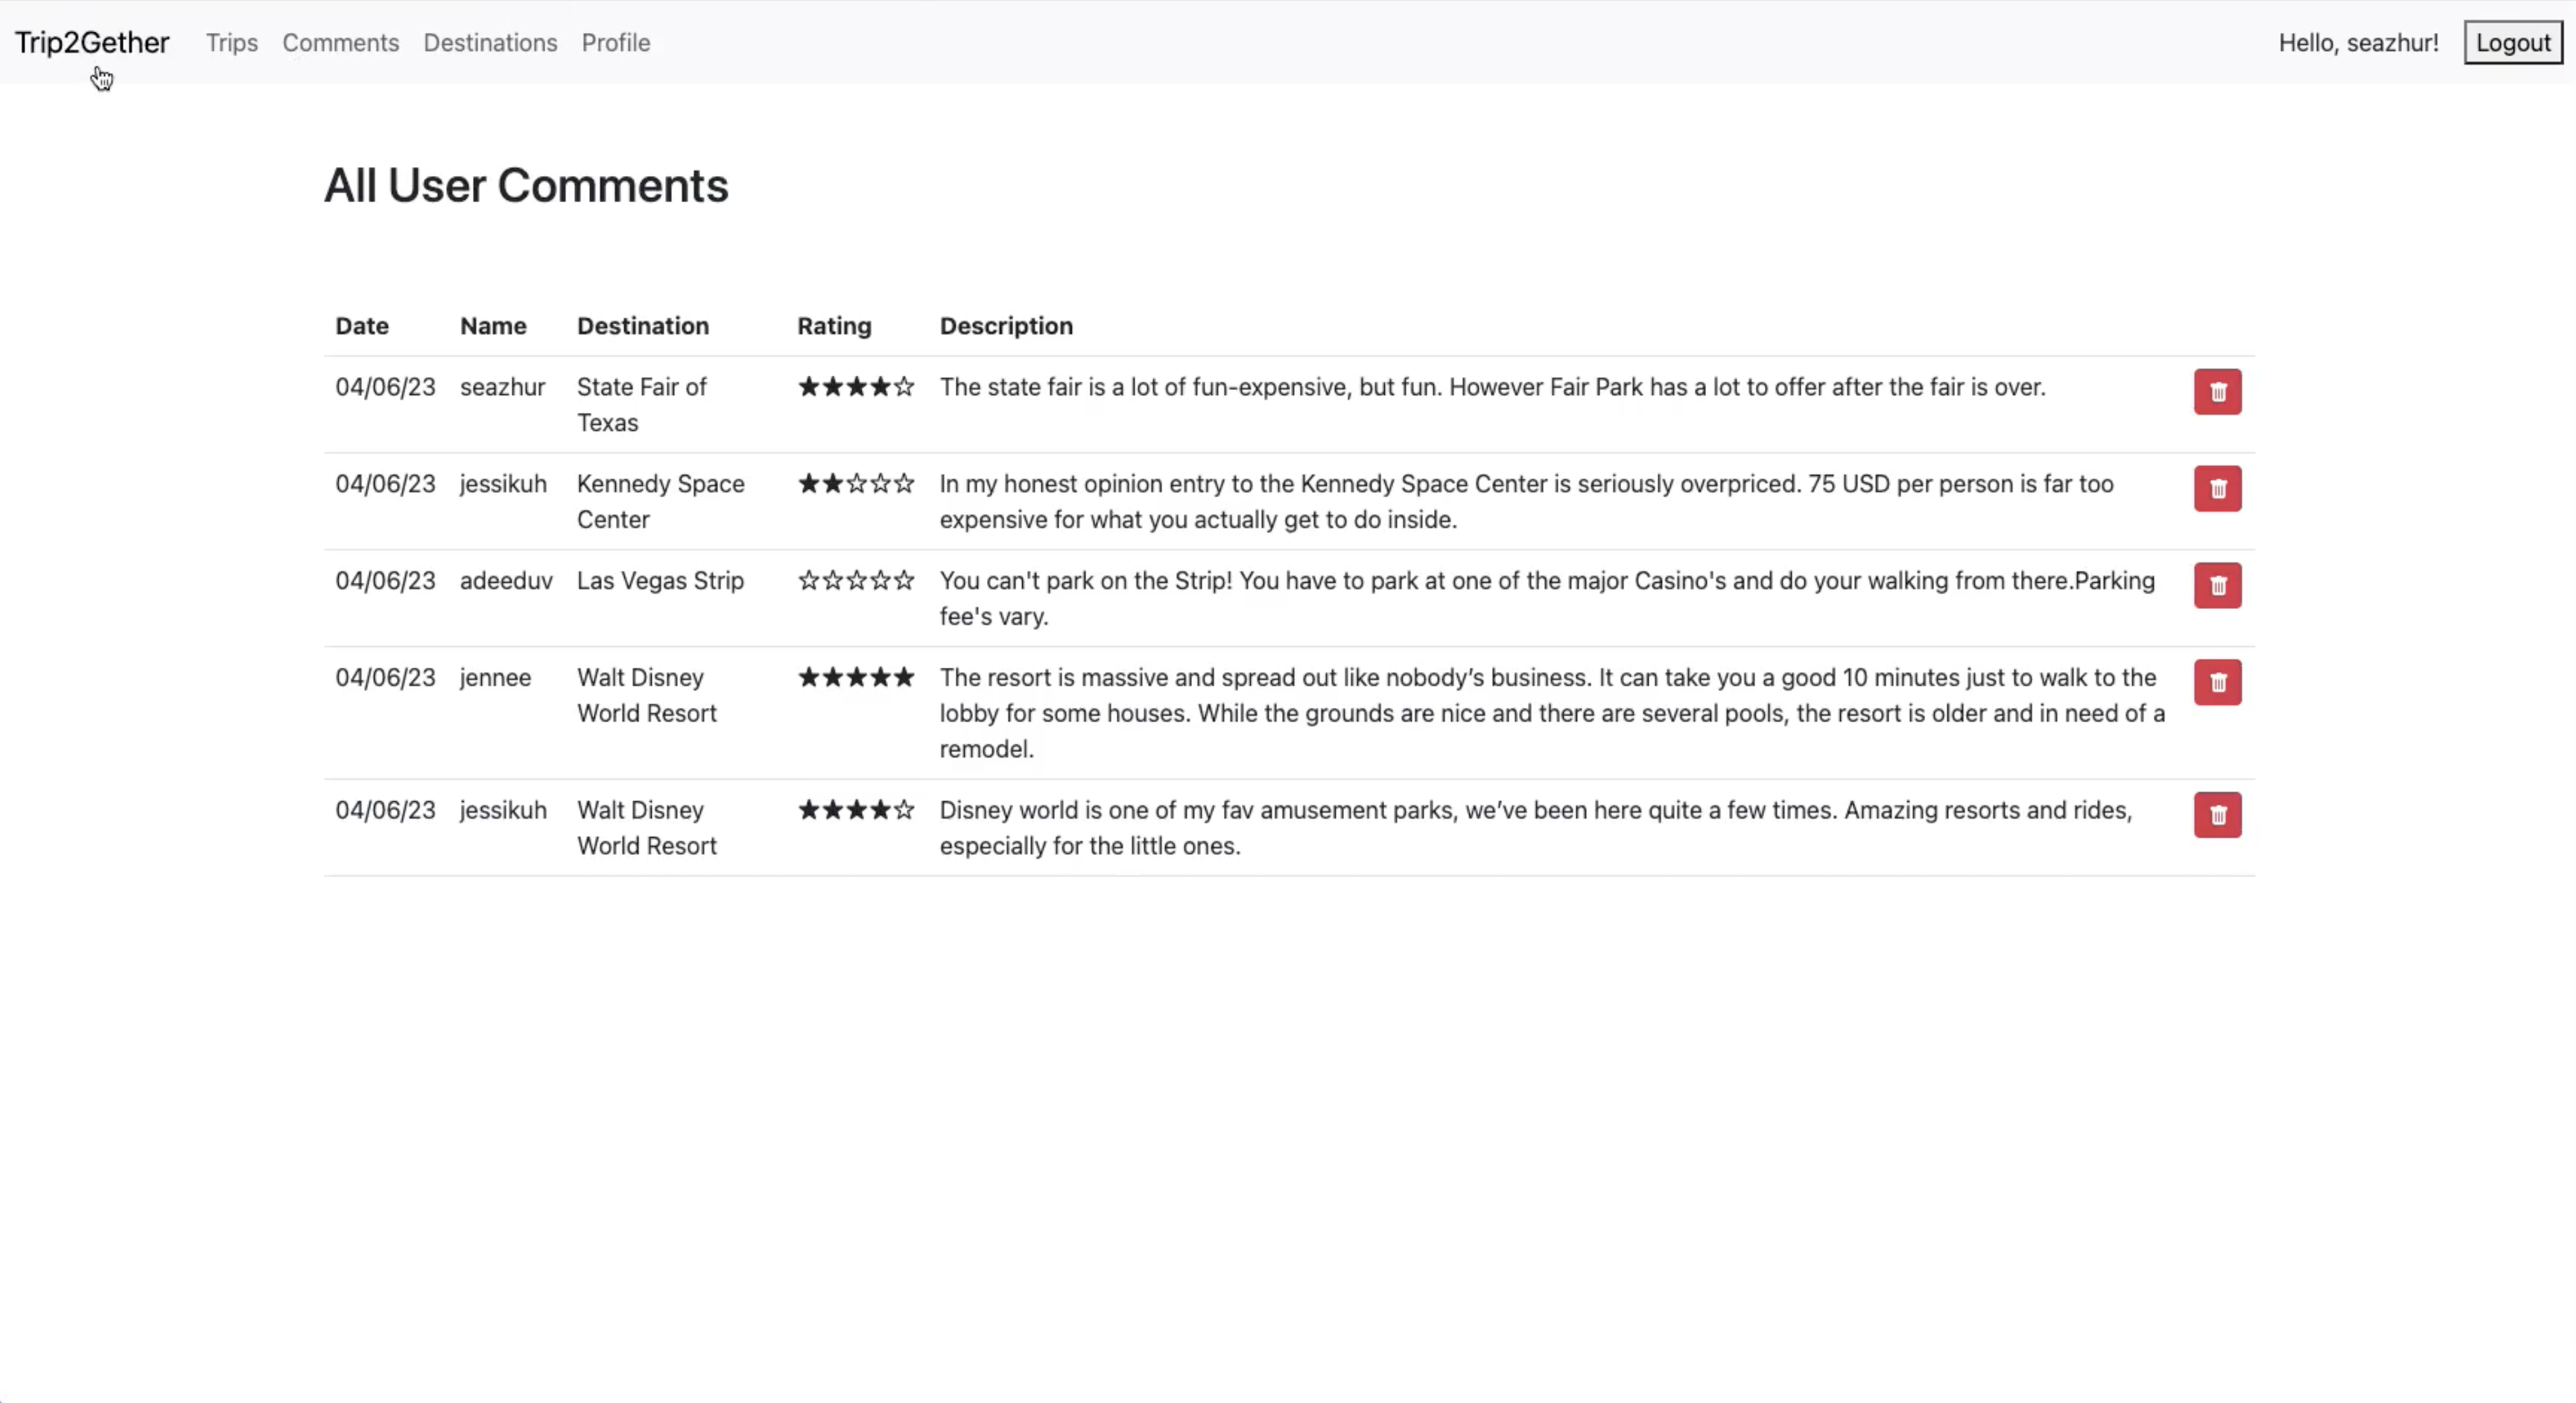 Trip2Gether Trips Comments Destinations Profile Hello, seazhur! Logout
All User Comments
Date Name Destination Rating Description
04/06/23 seazhur State Fair of ★★★★☆ The state fair is a lot of fun-expensive, but fun. However Fair Park has a lot to offer after the fair is over.
Texas
04/06/23 jessikuh Kennedy Space ★★☆☆☆ In my honest opinion entry to the Kennedy Space Center is seriously overpriced. 75 USD per person is far too
Center expensive for what you actually get to do inside.
04/06/23 adeeduv Las Vegas Strip ☆☆☆☆☆ You can't park on the Strip! You have to park at one of the major Casino's and do your walking from there.Parking
fee's vary.
04/06/23 jennee Walt Disney ★★★★★ The resort is massive and spread out like nobody’s business. It can take you a good 10 minutes just to walk to the
World Resort lobby for some houses. While the grounds are nice and there are several pools, the resort is older and in need of a
remodel.
04/06/23 jessikuh Walt Disney ★★★★☆ Disney world is one of my fav amusement parks, we’ve been here quite a few times. Amazing resorts and rides,
World Resort especially for the little ones.